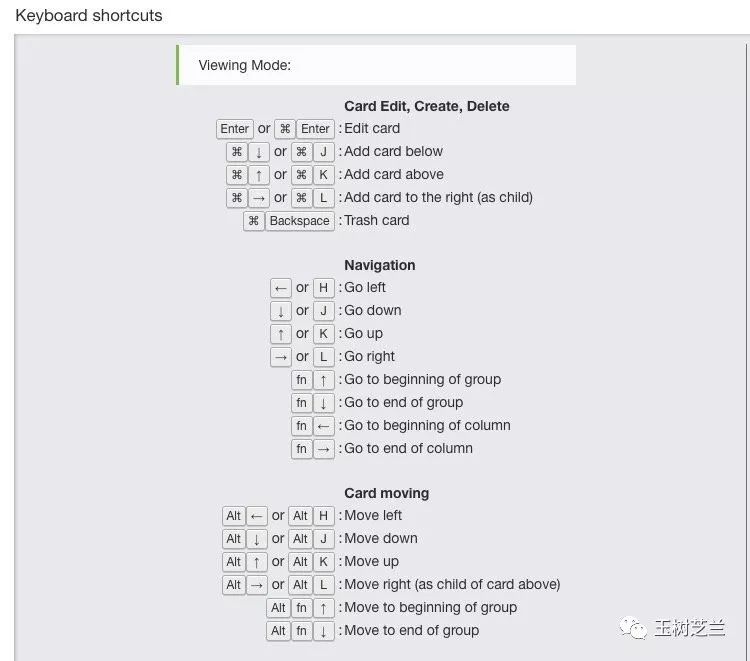 Keyboard shortcuts
Viewing Mode:
Card Edit, Create, Delete
Enter or ⌘ Enter : Edit card
⌘ ↓ or ⌘ J : Add card below
⌘ ↑ or ⌘ K : Add card above
⌘ → or ⌘ L : Add card to the right (as child)
⌘ Backspace : Trash card
Navigation
← or H : Go left
↓ or J : Go down
↑ or K : Go up
→ or L : Go right
fn ↑ : Go to beginning of group
fn ↓ : Go to end of group
fn ← : Go to beginning of column
fn → : Go to end of column
Card moving
Alt ← or Alt H : Move left
Alt ↓ or Alt J : Move down
Alt ↑ or Alt K : Move up
Alt → or Alt L : Move right (as child of card above)
Alt fn ↑ : Move to beginning of group
Alt fn ↓ : Move to end of group
玉树芝兰